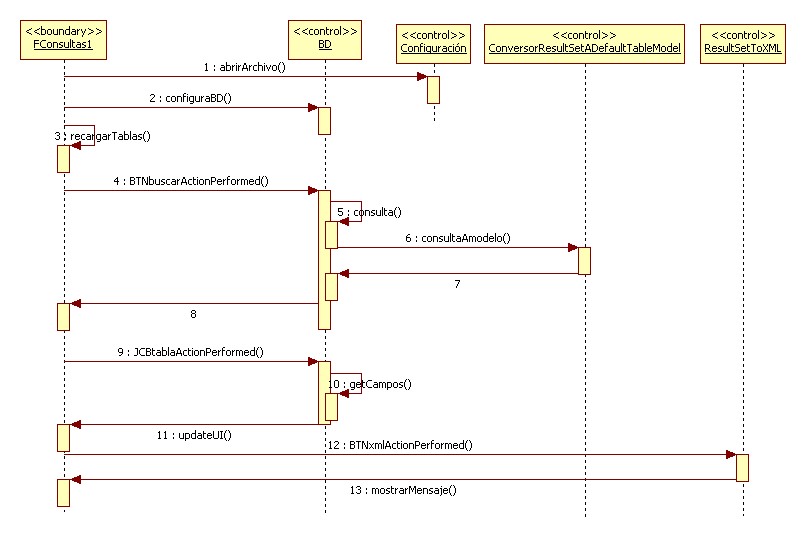 <<boundary>>
FConsultas1
<<control>>
BD
<<control>>
Configuración
<<control>>
ConversorResultSetADefaultTableModel
<<control>>
ResultSetToXML
1 : abrirArchivo()
2 : configuraBD()
3 : recargarTablas()
4 : BTNbuscarActionPerformed()
5 : consulta()
6 : consultaAmodelo()
7
8
9 : JCBtablaActionPerformed()
10 : getCampos()
11 : updateUI()
12 : BTNxmlActionPerformed()
13 : mostrarMensaje()